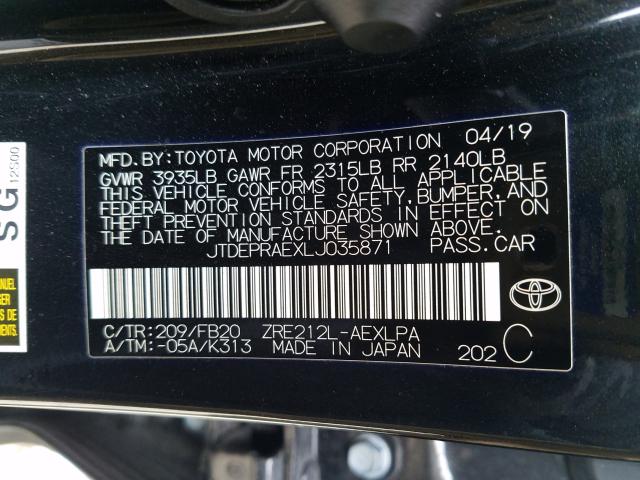 MFD. BY: TOYOTA MOTOR CORPORATION 04/19
GVWR 3935LB GAWR FR 2315LB RR 2140LB
THIS VEHICLE CONFORMS TO ALL APPLICABLE
FEDERAL MOTOR VEHICLE SAFETY, BUMPER, AND
THEFT PREVENTION STANDARDS IN EFFECT ON
THE DATE OF MANUFACTURE SHOWN ABOVE.
JTDEPRAEXLJ035871 PASS. CAR
C/TR: 209/FB20 ZRE212L-AEXLPA
A/TM: -05A/K313 MADE IN JAPAN 202 C
SG
12S00